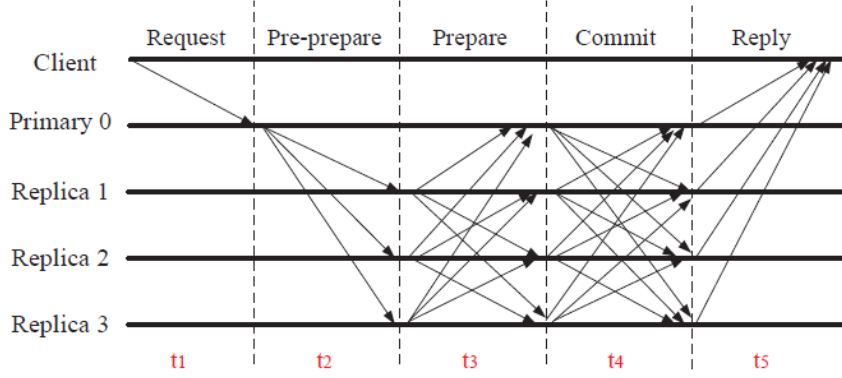 Request Pre-prepare Prepare Commit Reply
Client
Primary 0
Replica 1
Replica 2
Replica 3
t1 t2 t3 t4 t5